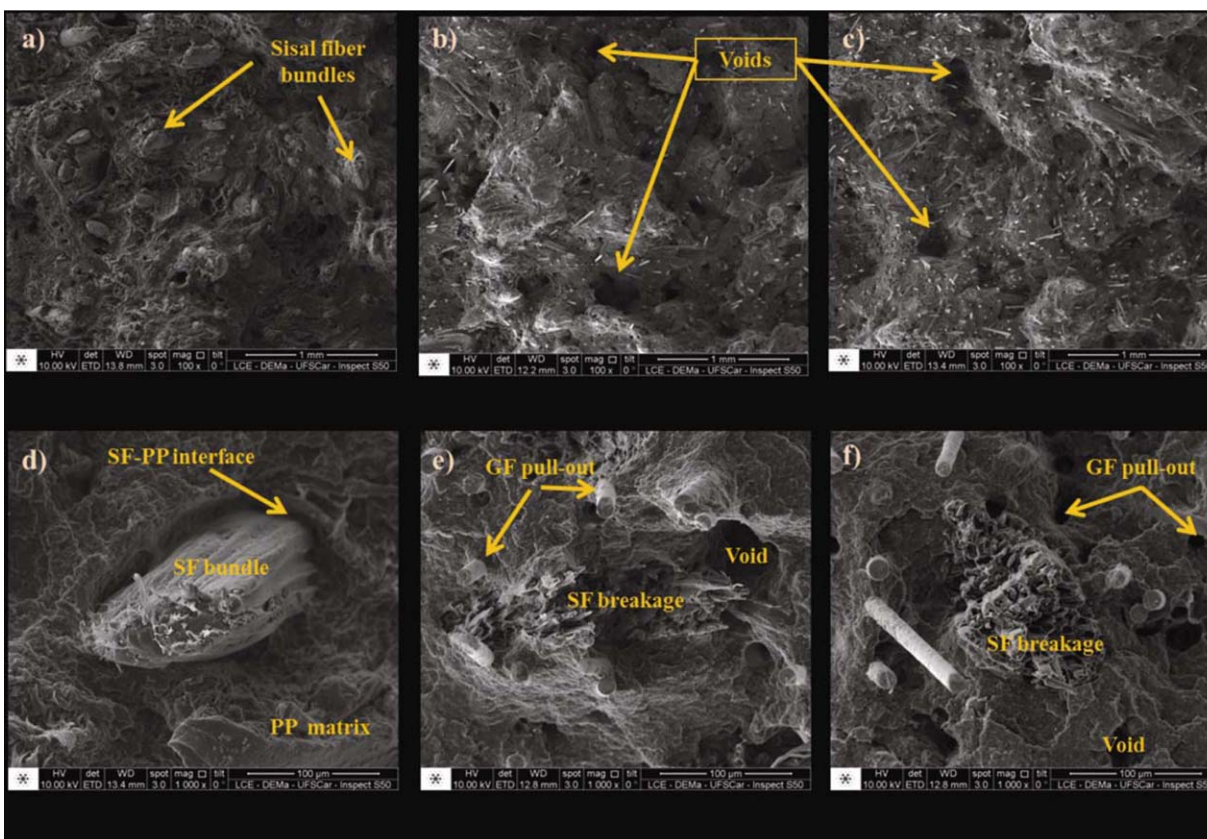 a)
Sisal fiber
bundles
b)
Voids
c)
HV det WD spot mag □ tilt 1 mm
10.00 kV ETD 13.8 mm 3.0 100 x 0 ° LCE - DEMa - UFSCar - Inspect S50
HV det WD spot mag □ tilt 1 mm
10.00 kV ETD 12.2 mm 3.0 100 x 0 ° LCE - DEMa - UFSCar - Inspect S50
HV det WD spot mag □ tilt 1 mm
10.00 kV ETD 13.4 mm 3.0 100 x 0 ° LCE - DEMa - UFSCar - Inspect S50
d)
SF-PP interface
SF bundle
PP matrix
e)
GF pull-out
Void
SF breakage
f)
GF pull-out
SF breakage
Void
HV det WD spot mag □ tilt 100 µm
10.00 kV ETD 13.4 mm 3.0 1 000 x 0 ° LCE - DEMa - UFSCar - Inspect S50
HV det WD spot mag □ tilt 100 µm
10.00 kV ETD 12.8 mm 3.0 1 000 x 0 ° LCE - DEMa - UFSCar - Inspect S50
HV det WD spot mag □ tilt 100 µm
10.00 kV ETD 12.8 mm 3.0 1 000 x 0 ° LCE - DEMa - UFSCar - Inspect S50